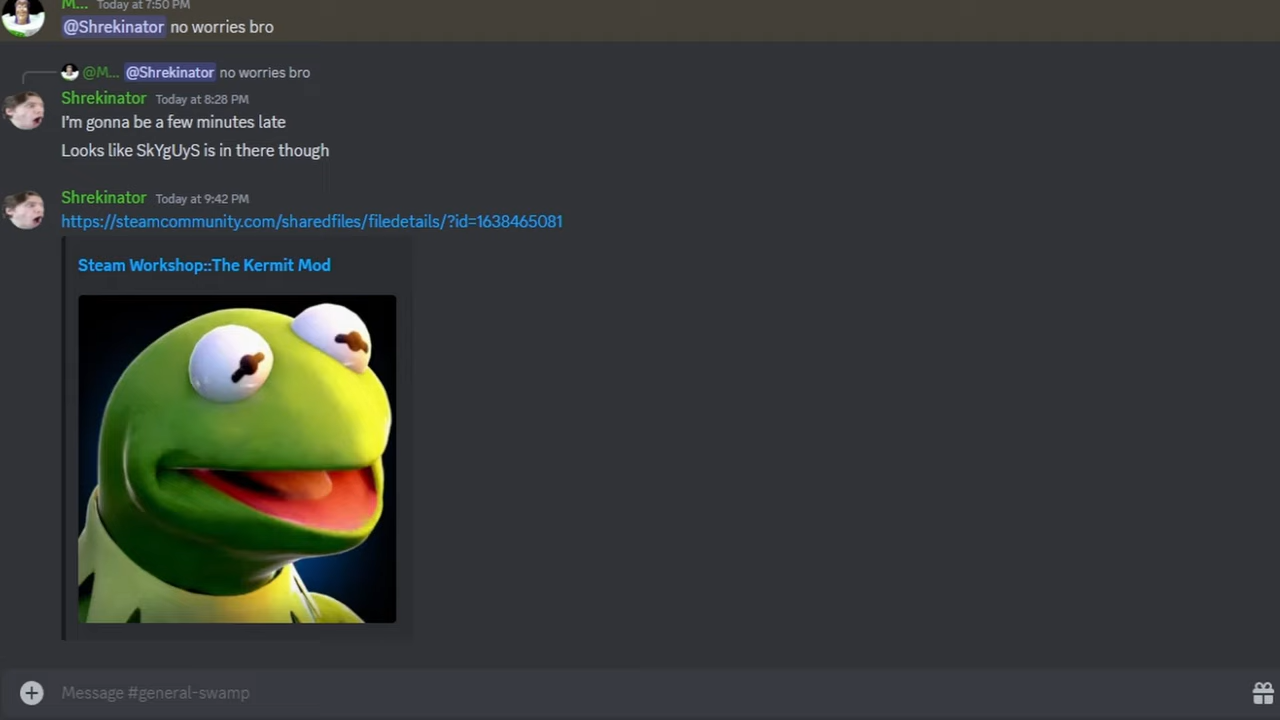 M... Today at 7:50 PM
@Shrekinator no worries bro
@M... @Shrekinator no worries bro
Shrekinator Today at 8:28 PM
I'm gonna be a few minutes late
Looks like SkYgUyS is in there though
Shrekinator Today at 9:42 PM
https://steamcommunity.com/sharedfiles/filedetails/?id=1638465081
Steam Workshop::The Kermit Mod
Message #general-swamp